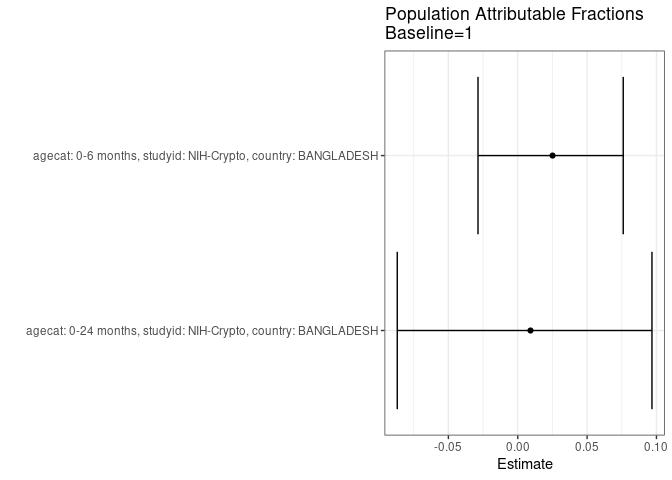 Population Attributable Fractions
Baseline=1
agecat: 0-6 months, studyid: NIH-Crypto, country: BANGLADESH
agecat: 0-24 months, studyid: NIH-Crypto, country: BANGLADESH
-0.05 0.00 0.05 0.10
Estimate